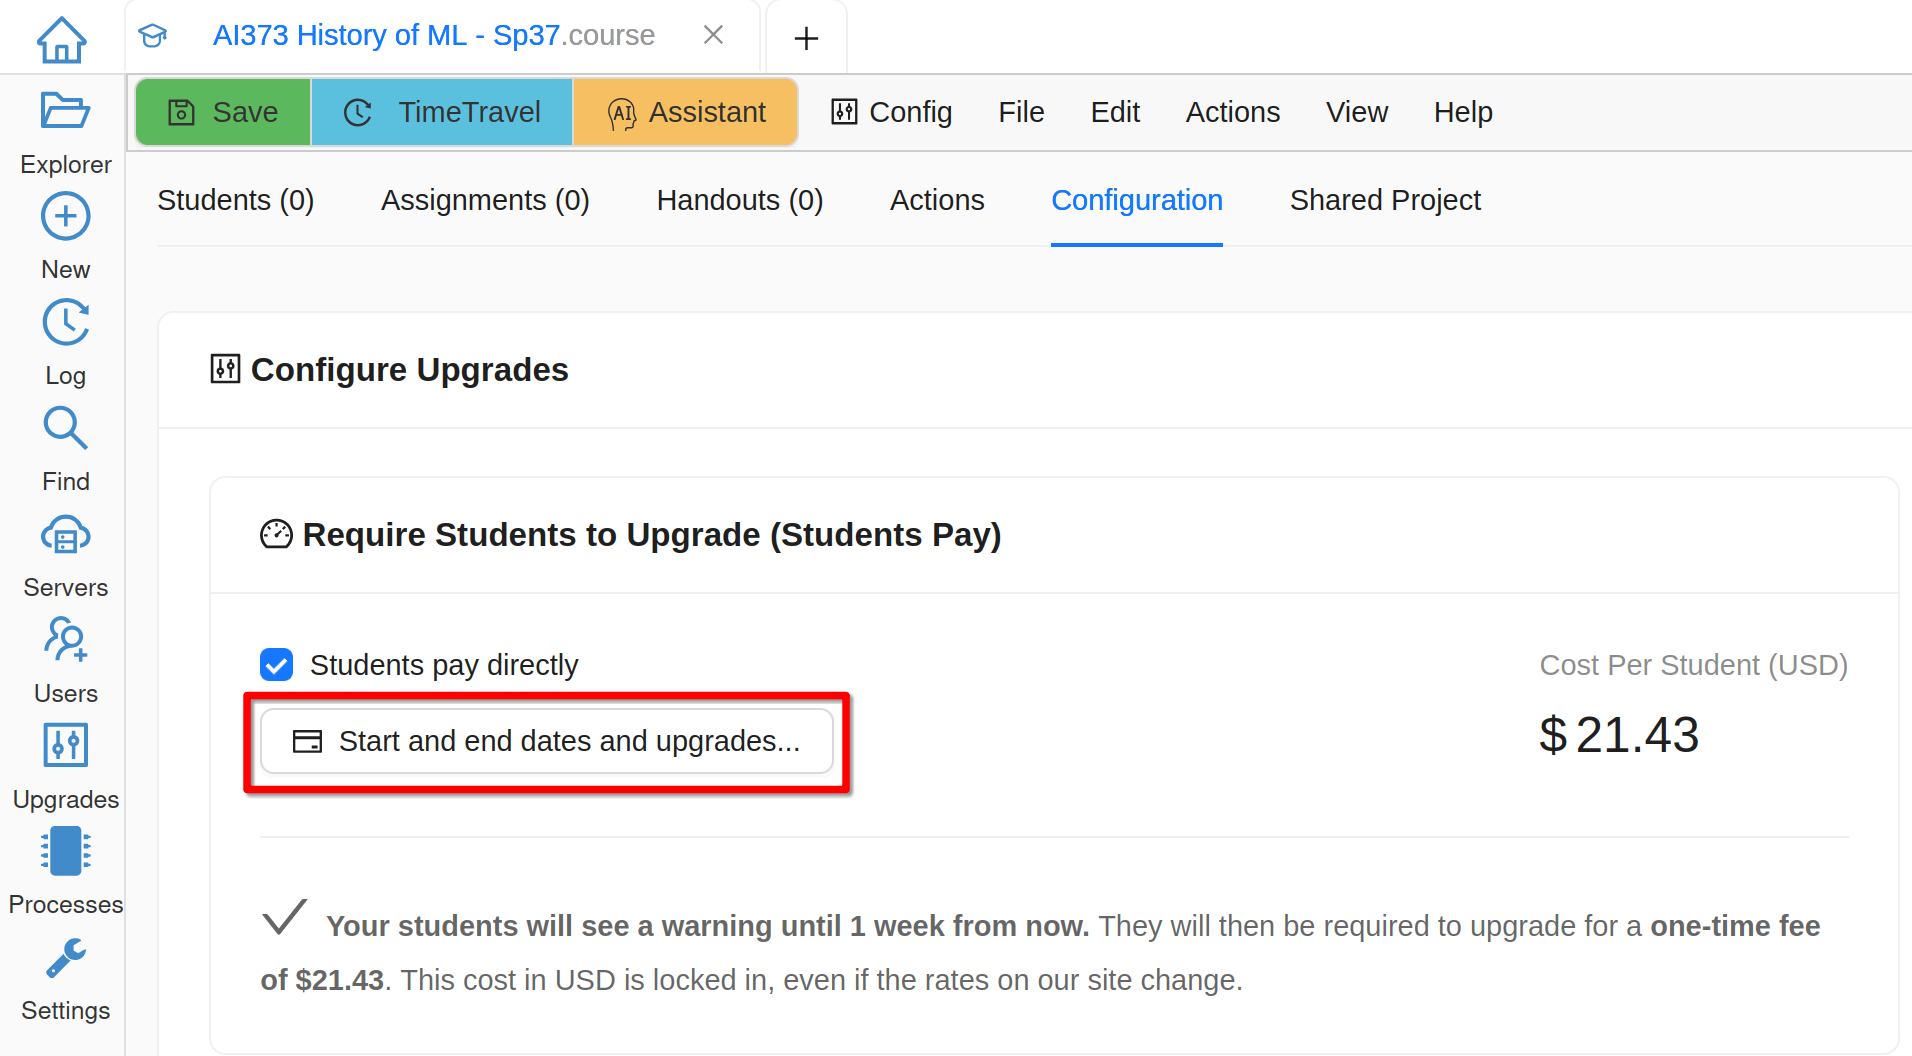 AI373 History of ML - Sp37.course
Save
TimeTravel
AI Assistant
Config
File
Edit
Actions
View
Help
Explorer
New
Log
Find
Servers
Users
Upgrades
Processes
Settings
Students (0)
Assignments (0)
Handouts (0)
Actions
Configuration
Shared Project
Configure Upgrades
Require Students to Upgrade (Students Pay)
Students pay directly
Start and end dates and upgrades...
Cost Per Student (USD)
$ 21.43
Your students will see a warning until 1 week from now. They will then be required to upgrade for a one-time fee
of $21.43. This cost in USD is locked in, even if the rates on our site change.